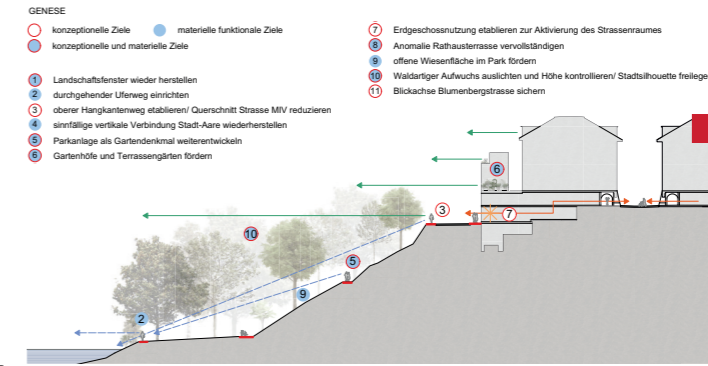 GENESE
konzeptionelle Ziele
materielle funktionale Ziele
konzeptionelle und materielle Ziele
1 Landschaftsfenster wieder herstellen
2 durchgehender Uferweg einrichten
3 oberer Hangkantenweg etablieren/ Querschnitt Strasse MIV reduzieren
4 sinnfällige vertikale Verbindung Stadt-Aare wiederherstellen
5 Parkanlage als Gartendenkmal weiterentwickeln
6 Gartenhöfe und Terrassengärten fördern
7 Erdgeschossnutzung etablieren zur Aktivierung des Strassenraumes
8 Anomalie Rathausterrasse vervollständigen
9 offene Wiesenfläche im Park fördern
10 Waldartiger Aufwuchs auslichten und Höhe kontrollieren/ Stadtsilhouette freilege
11 Blickachse Blumenbergstrasse sichern
6
3
7
10
5
9
2